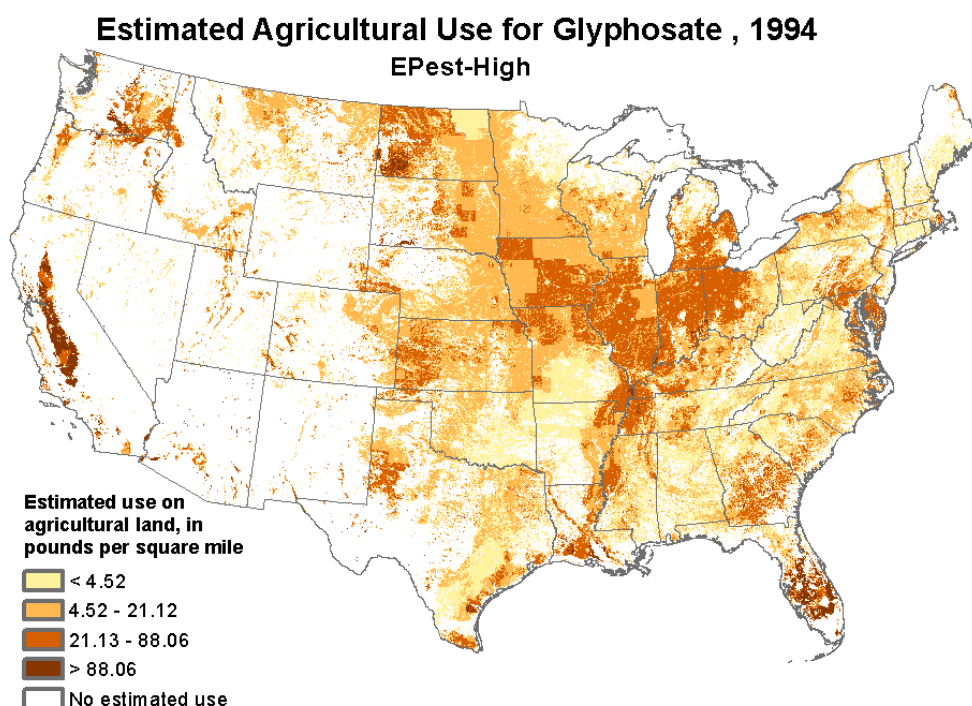 Estimated Agricultural Use for Glyphosate , 1994
EPest-High
Estimated use on
agricultural land, in
pounds per square mile
< 4.52
4.52 - 21.12
21.13 - 88.06
> 88.06
No estimated use